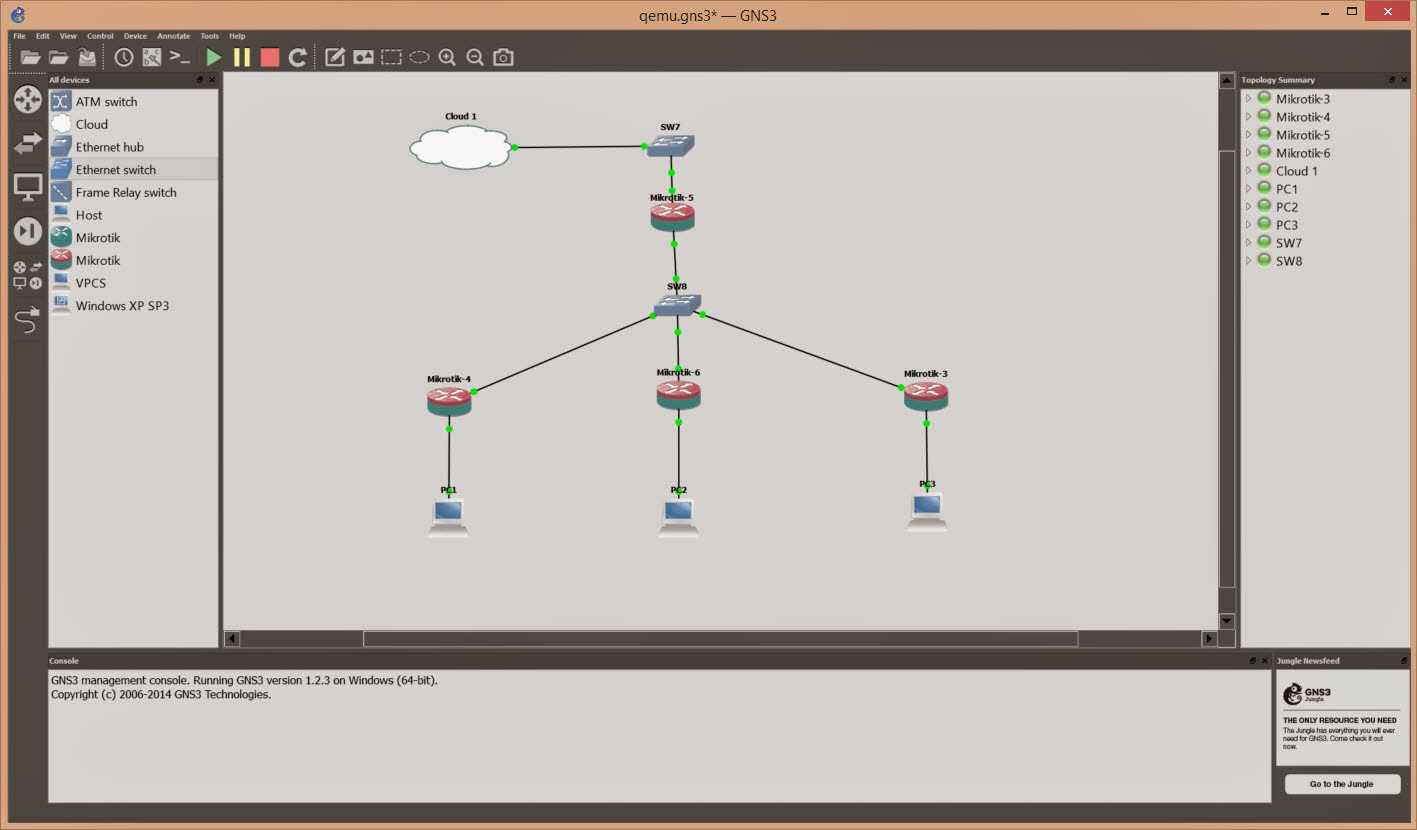 qemu.gns3* — GNS3
File Edit View Control Device Annotate Tools Help
All devices
ATM switch
Cloud
Ethernet hub
Ethernet switch
Frame Relay switch
Host
Mikrotik
Mikrotik
VPCS
Windows XP SP3
Cloud 1
SW7
Mikrotik-5
SW8
Mikrotik-4
Mikrotik-6
Mikrotik-3
PC1
PC2
PC3
Topology Summary
Mikrotik-3
Mikrotik-4
Mikrotik-5
Mikrotik-6
Cloud 1
PC1
PC2
PC3
SW7
SW8
Console
GNS3 management console. Running GNS3 version 1.2.3 on Windows (64-bit).
Copyright (c) 2006-2014 GNS3 Technologies.
Jungle Newsfeed
GNS3
Jungle
THE ONLY RESOURCE YOU NEED
The Jungle has everything you will ever
need for GNS3. Come check it out
now.
Go to the Jungle